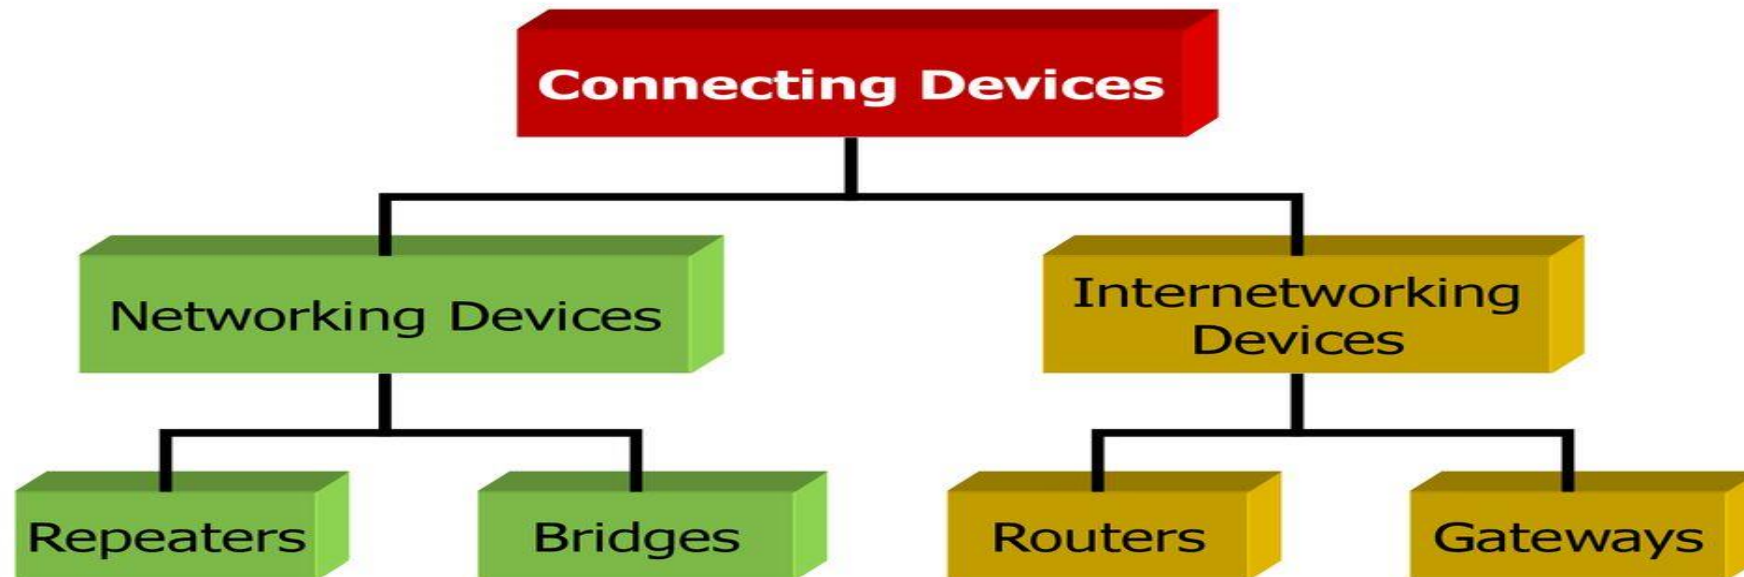 Connecting Devices
Networking Devices
Internetworking
Devices
Repeaters
Bridges
Routers
Gateways